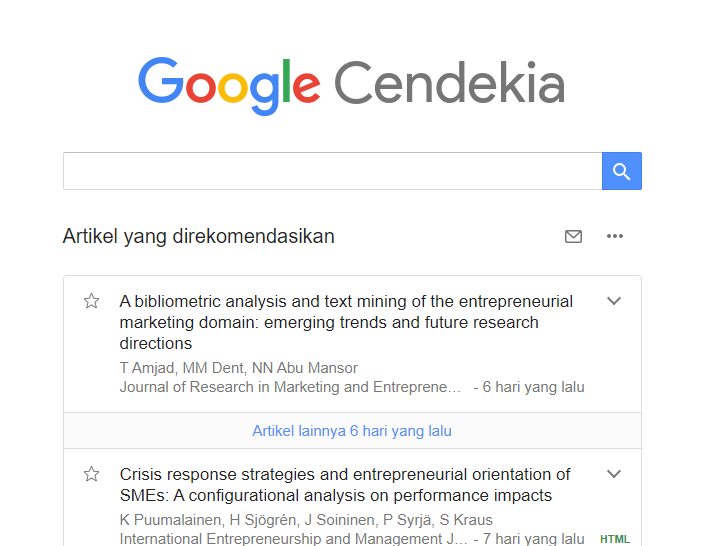 Google Cendekia
Artikel yang direkomendasikan
A bibliometric analysis and text mining of the entrepreneurial
marketing domain: emerging trends and future research
directions
T Amjad, MM Dent, NN Abu Mansor
Journal of Research in Marketing and Entreprene… - 6 hari yang lalu
Artikel lainnya 6 hari yang lalu
Crisis response strategies and entrepreneurial orientation of
SMEs: A configurational analysis on performance impacts
K Puumalainen, H Sjögrén, J Soininen, P Syrjä, S Kraus
International Entrepreneurship and Management J… - 7 hari yang lalu HTML